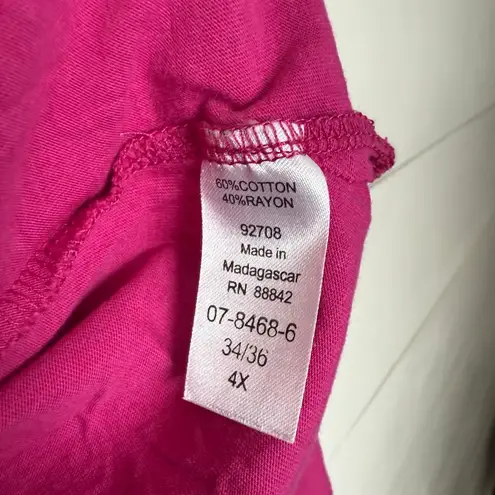 60%COTTON
40%RAYON
92708
Made in
Madagascar
RN 88842
07-8468-6
34/36
4X